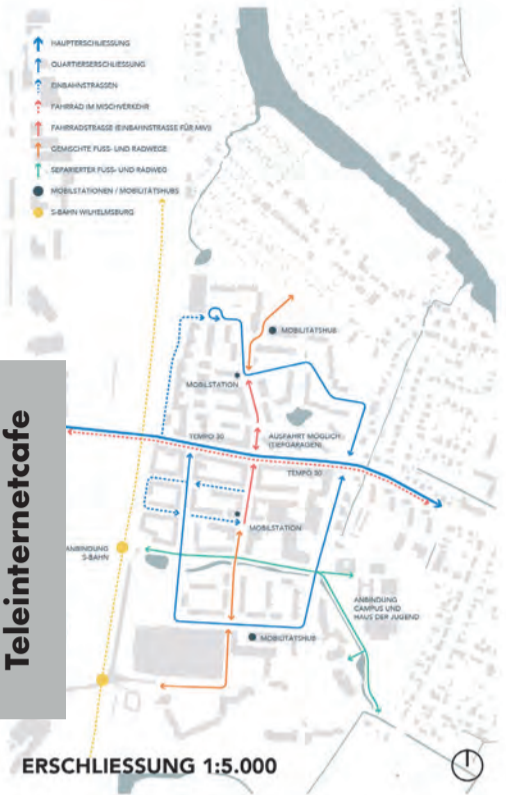 HAUPTERSCHLIESSUNG
QUARTIERSERSCHLIESSUNG
EINBAHNSTRASSEN
FAHRRAD IM MISCHVERKEHR
FAHRRADSTRASSE (EINBAHNSTRASSE FÜR MIV)
GEMISCHTE FUSS- UND RADWEGE
SEPARIERTER FUSS- UND RADWEG
MOBILSTATIONEN / MOBILITÄTSHUBS
S-BAHN WILHELMSBURG
MOBILITÄTSHUB
MOBILSTATION
TEMPO 30
AUSFAHRT MÖGLICH
(TIEFGARAGEN)
TEMPO 30
MOBILSTATION
ANBINDUNG
S-BAHN
ANBINDUNG
CAMPUS UND
HAUS DER JUGEND
MOBILITÄTSHUB
Teleinternetcafe
ERSCHLIESSUNG 1:5.000